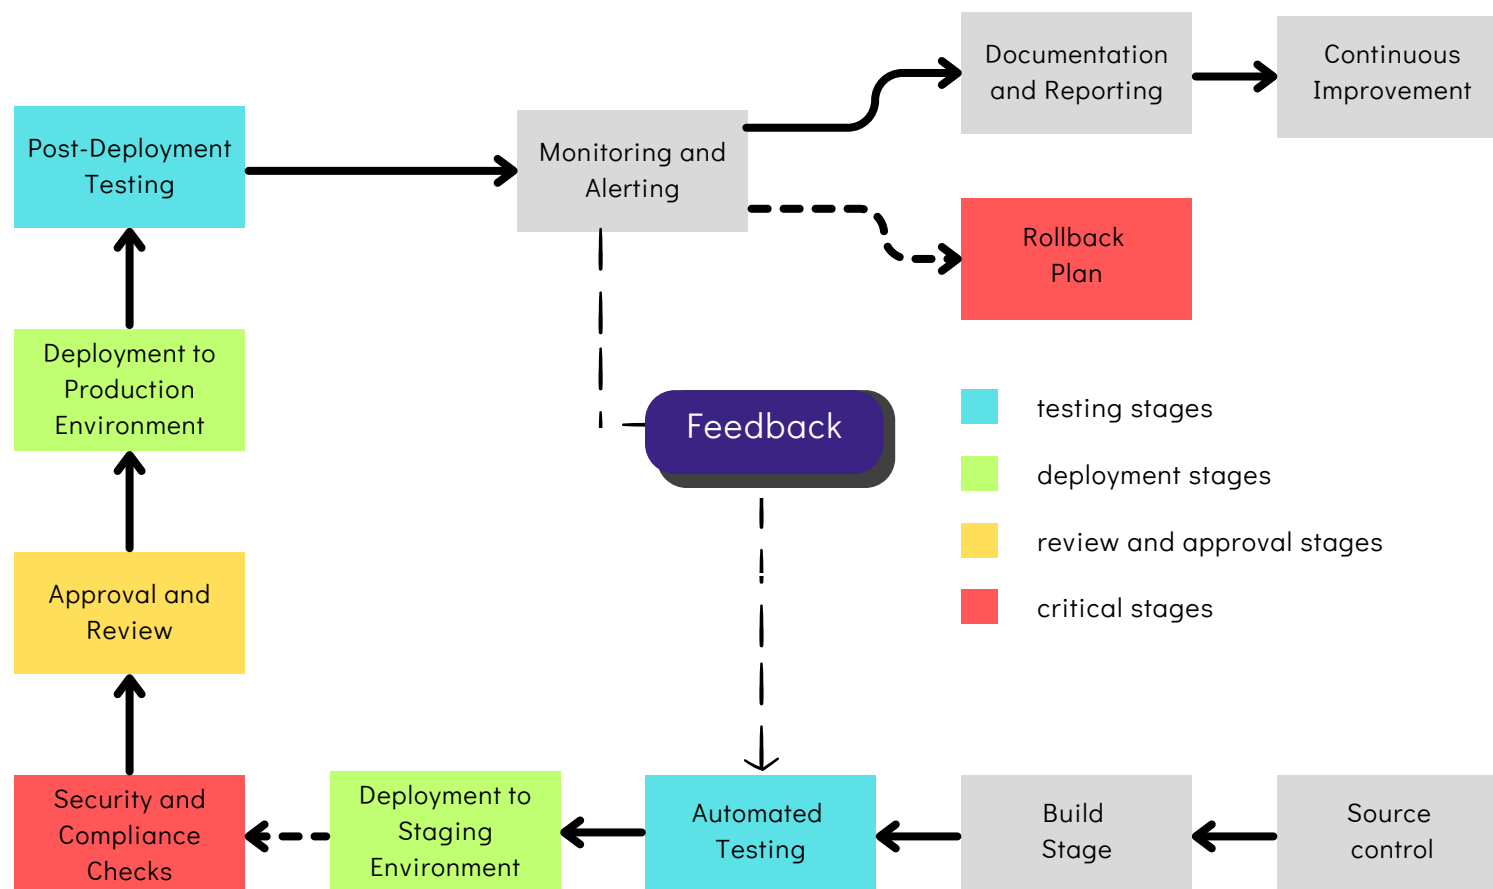 Documentation
and Reporting
Continuous
Improvement
Post-Deployment
Testing
Monitoring and
Alerting
Rollback
Plan
Deployment to
Production
Environment
Feedback
testing stages
deployment stages
review and approval stages
critical stages
Approval and
Review
Security and
Compliance
Checks
Deployment to
Staging
Environment
Automated
Testing
Build
Stage
Source
control